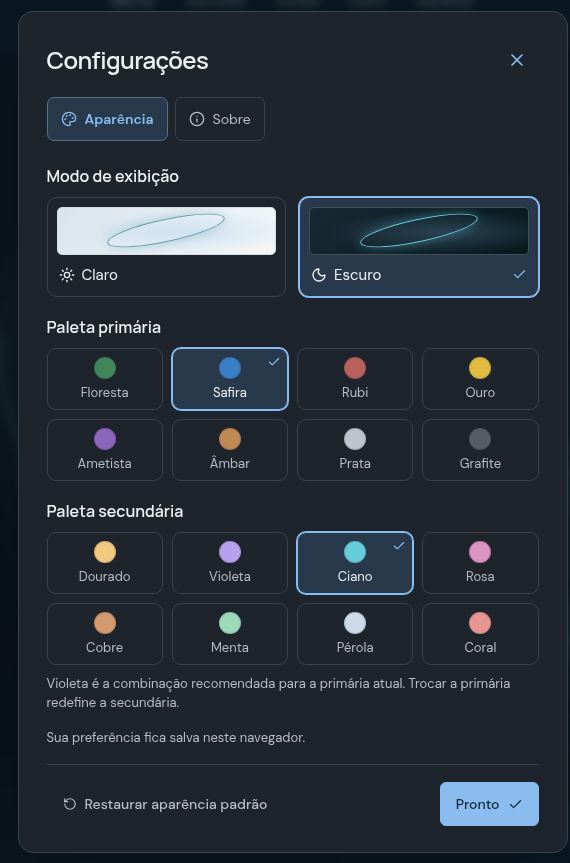 Configurações
Aparência
Sobre
Modo de exibição
Claro
Escuro
Paleta primária
Floresta
Safira
Rubi
Ouro
Ametista
Âmbar
Prata
Grafite
Paleta secundária
Dourado
Violeta
Ciano
Rosa
Cobre
Menta
Pérola
Coral
Violeta é a combinação recomendada para a primária atual. Trocar a primária
redefine a secundária.
Sua preferência fica salva neste navegador.
Restaurar aparência padrão
Pronto